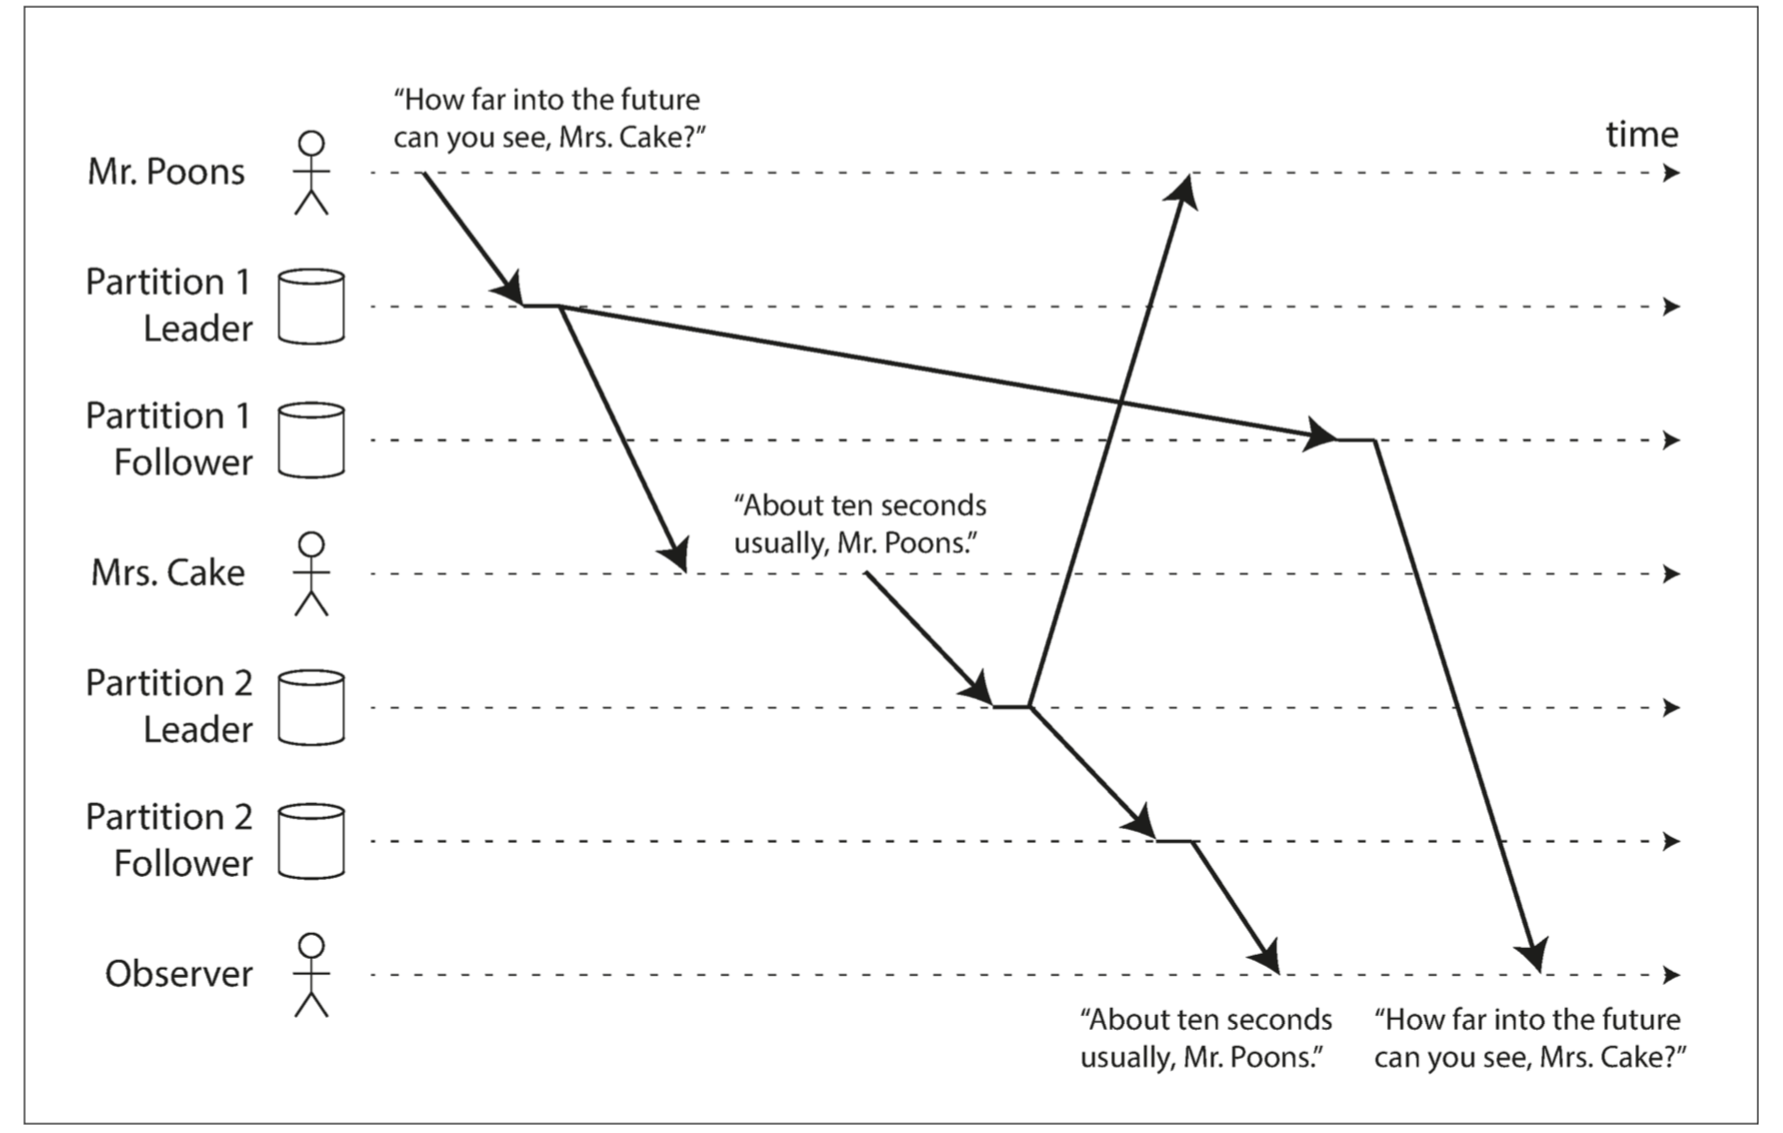 “How far into the future
can you see, Mrs. Cake?”
time
Mr. Poons
Partition 1
Leader
Partition 1
Follower
“About ten seconds
usually, Mr. Poons.”
Mrs. Cake
Partition 2
Leader
Partition 2
Follower
Observer
“About ten seconds
usually, Mr. Poons.”
“How far into the future
can you see, Mrs. Cake?”